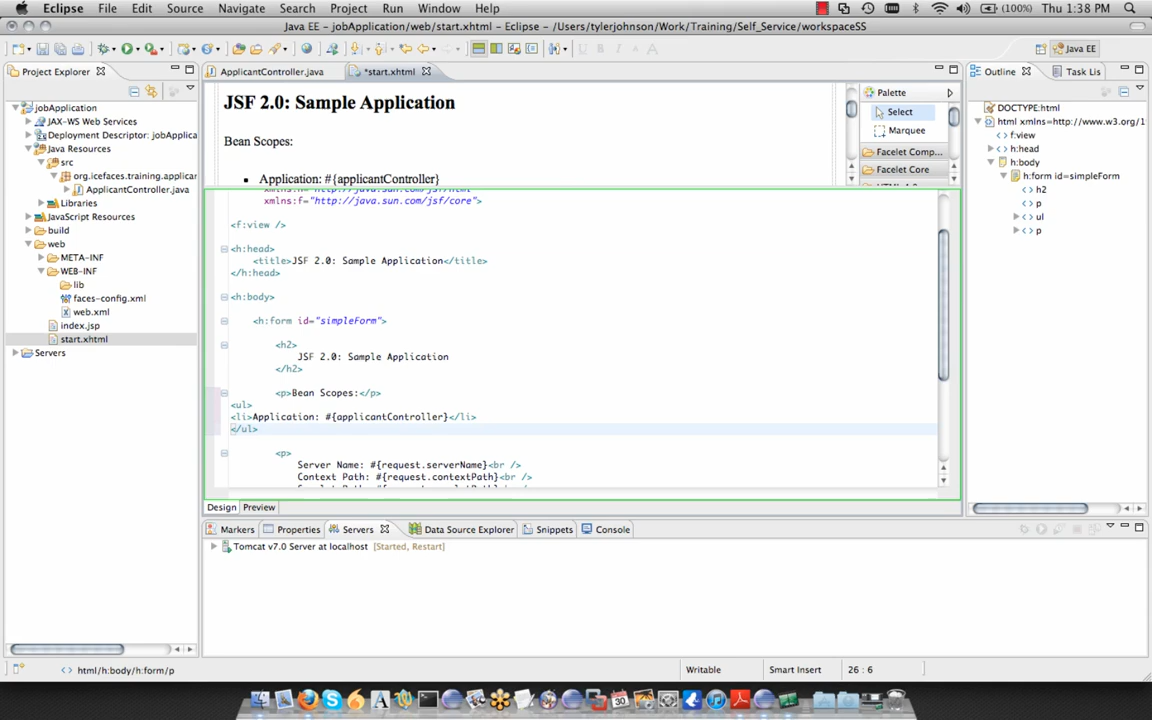 Eclipse File Edit Source Navigate Search Project Run Window Help (100%) Thu 1:38 PM
Java EE - jobApplication/web/start.xhtml - Eclipse - /Users/tylerjohnson/Work/Training/Self_Service/workspaceSS
Java EE
Project Explorer
jobApplication
JAX-WS Web Services
Deployment Descriptor: jobApplica
Java Resources
src
org.icefaces.training.applicar
ApplicantController.java
Libraries
JavaScript Resources
build
web
META-INF
WEB-INF
lib
faces-config.xml
web.xml
index.jsp
start.xhtml
Servers
ApplicantController.java
*start.xhtml
JSF 2.0: Sample Application
Bean Scopes:
Application: #{applicantController}
Palette
Select
Marquee
Facelet Comp...
Facelet Core
xmlns:f="http://java.sun.com/jsf/core">
<f:view />
<h:head>
<title>JSF 2.0: Sample Application</title>
</h:head>
<h:body>
<h:form id="simpleForm">
<h2>
JSF 2.0: Sample Application
</h2>
<p>Bean Scopes:</p>
<ul>
<li>Application: #{applicantController}</li>
</ul>
<p>
Server Name: #{request.serverName}<br />
Context Path: #{request.contextPath}<br />
Design Preview
Outline
Task Lis
DOCTYPE:html
html xmlns=http://www.w3.org/1
f:view
h:head
h:body
h:form id=simpleForm
h2
p
ul
p
Markers Properties Servers Data Source Explorer Snippets Console
Tomcat v7.0 Server at localhost [Started, Restart]
html/h:body/h:form/p
Writable
Smart Insert
26 : 6